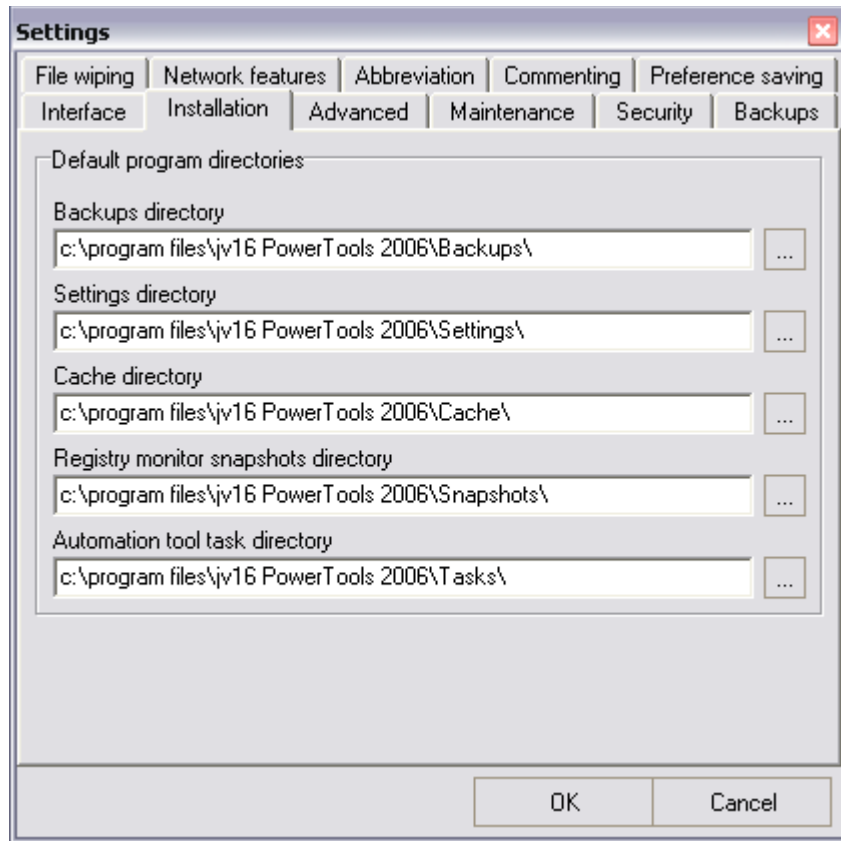 Settings
File wiping Network features Abbreviation Commenting Preference saving
Interface Installation Advanced Maintenance Security Backups
Default program directories
Backups directory
c:\program files\jv16 PowerTools 2006\Backups\ ...
Settings directory
c:\program files\jv16 PowerTools 2006\Settings\ ...
Cache directory
c:\program files\jv16 PowerTools 2006\Cache\ ...
Registry monitor snapshots directory
c:\program files\jv16 PowerTools 2006\Snapshots\ ...
Automation tool task directory
c:\program files\jv16 PowerTools 2006\Tasks\ ...
OK Cancel